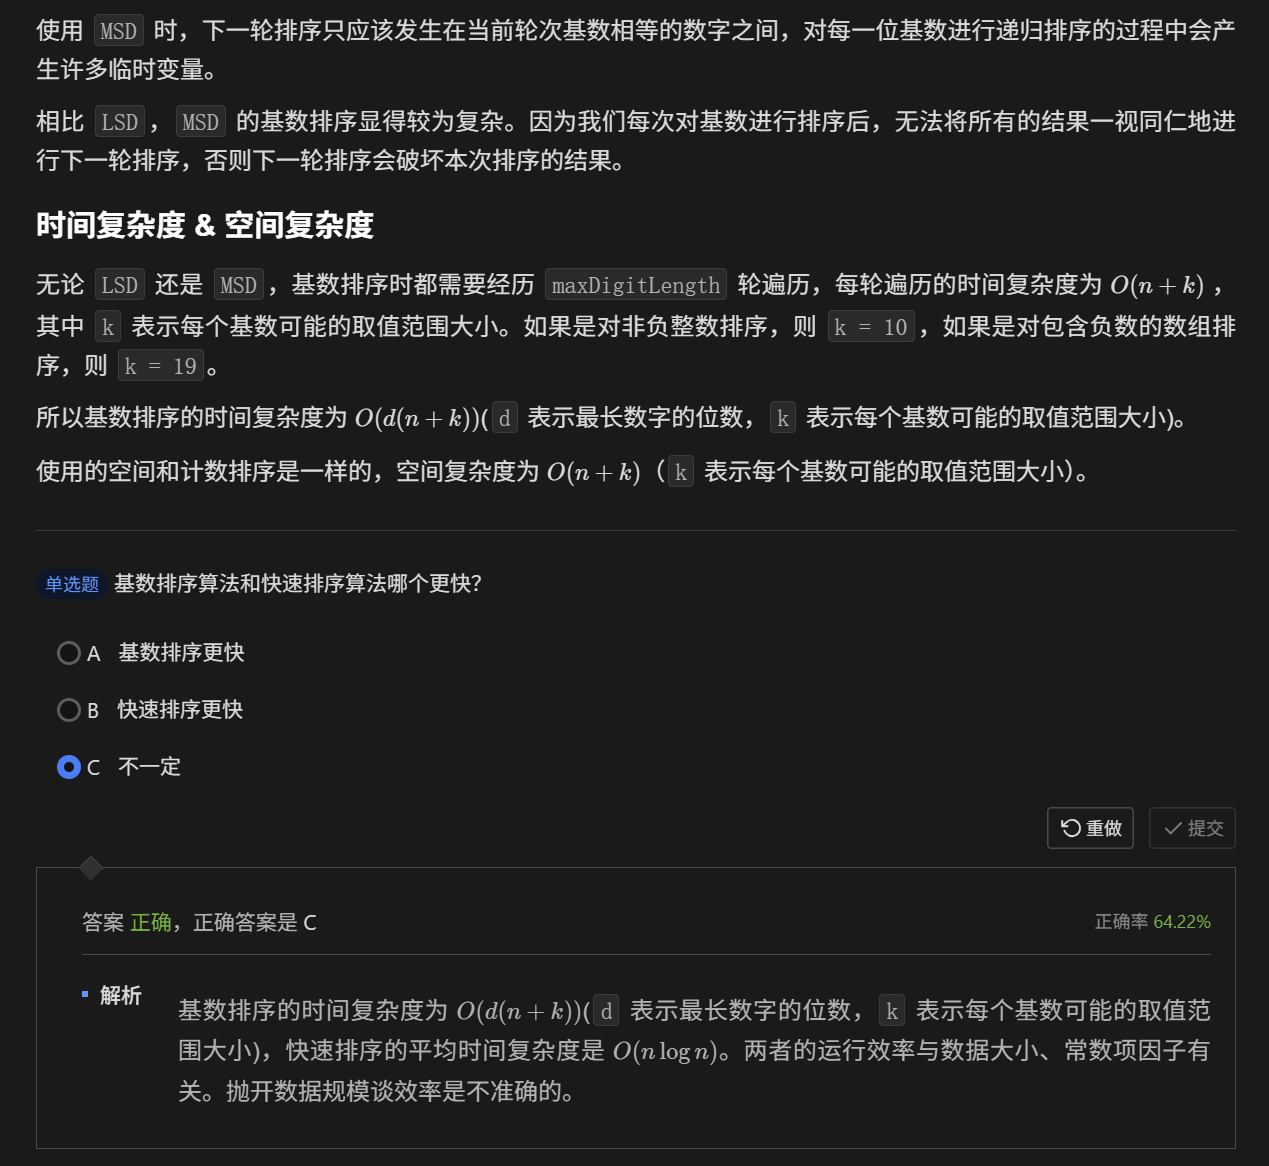 使用 MSD 时，下一轮排序只应该发生在当前轮次基数相等的数字之间，对每一位基数进行递归排序的过程中会产
生许多临时变量。
相比 LSD ， MSD 的基数排序显得较为复杂。因为我们每次对基数进行排序后，无法将所有的结果一视同仁地进
行下一轮排序，否则下一轮排序会破坏本次排序的结果。
时间复杂度 & 空间复杂度
无论 LSD 还是 MSD ，基数排序时都需要经历 maxDigitLength 轮遍历，每轮遍历的时间复杂度为 O(n + k) ，
其中 k 表示每个基数可能的取值范围大小。如果是对非负整数排序，则 k = 10 ，如果是对包含负数的数组排
序，则 k = 19 。
所以基数排序的时间复杂度为 O(d(n + k))( d 表示最长数字的位数， k 表示每个基数可能的取值范围大小)。
使用的空间和计数排序是一样的，空间复杂度为 O(n + k)（ k 表示每个基数可能的取值范围大小）。
单选题 基数排序算法和快速排序算法哪个更快？
A 基数排序更快
B 快速排序更快
C 不一定
重做 提交
答案 正确，正确答案是 C 正确率 64.22%
解析
基数排序的时间复杂度为 O(d(n + k))( d 表示最长数字的位数， k 表示每个基数可能的取值范
围大小)，快速排序的平均时间复杂度是 O(n log n)。两者的运行效率与数据大小、常数项因子有
关。抛开数据规模谈效率是不准确的。